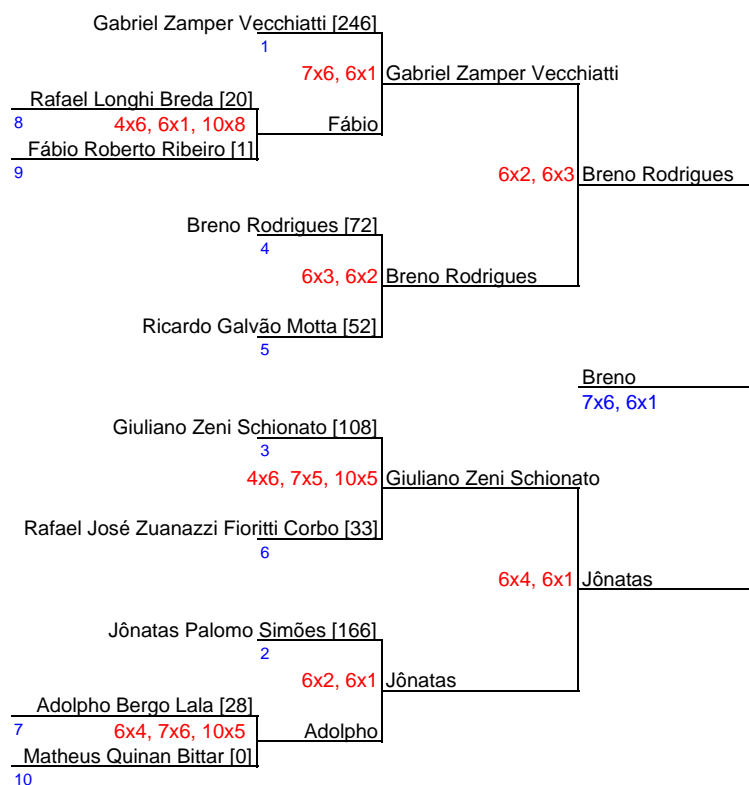 Gabriel Zamper Vecchiatti [246]
1
7x6, 6x1 Gabriel Zamper Vecchiatti
Rafael Longhi Breda [20]
8 4x6, 6x1, 10x8 Fábio
Fábio Roberto Ribeiro [1]
9
6x2, 6x3 Breno Rodrigues
Breno Rodrigues [72]
4
6x3, 6x2 Breno Rodrigues
Ricardo Galvão Motta [52]
5
Breno
7x6, 6x1
Giuliano Zeni Schionato [108]
3
4x6, 7x5, 10x5 Giuliano Zeni Schionato
Rafael José Zuanazzi Fioritti Corbo [33]
6
6x4, 6x1 Jônatas
Jônatas Palomo Simões [166]
2
6x2, 6x1 Jônatas
Adolpho Bergo Lala [28]
7 6x4, 7x6, 10x5 Adolpho
Matheus Quinan Bittar [0]
10